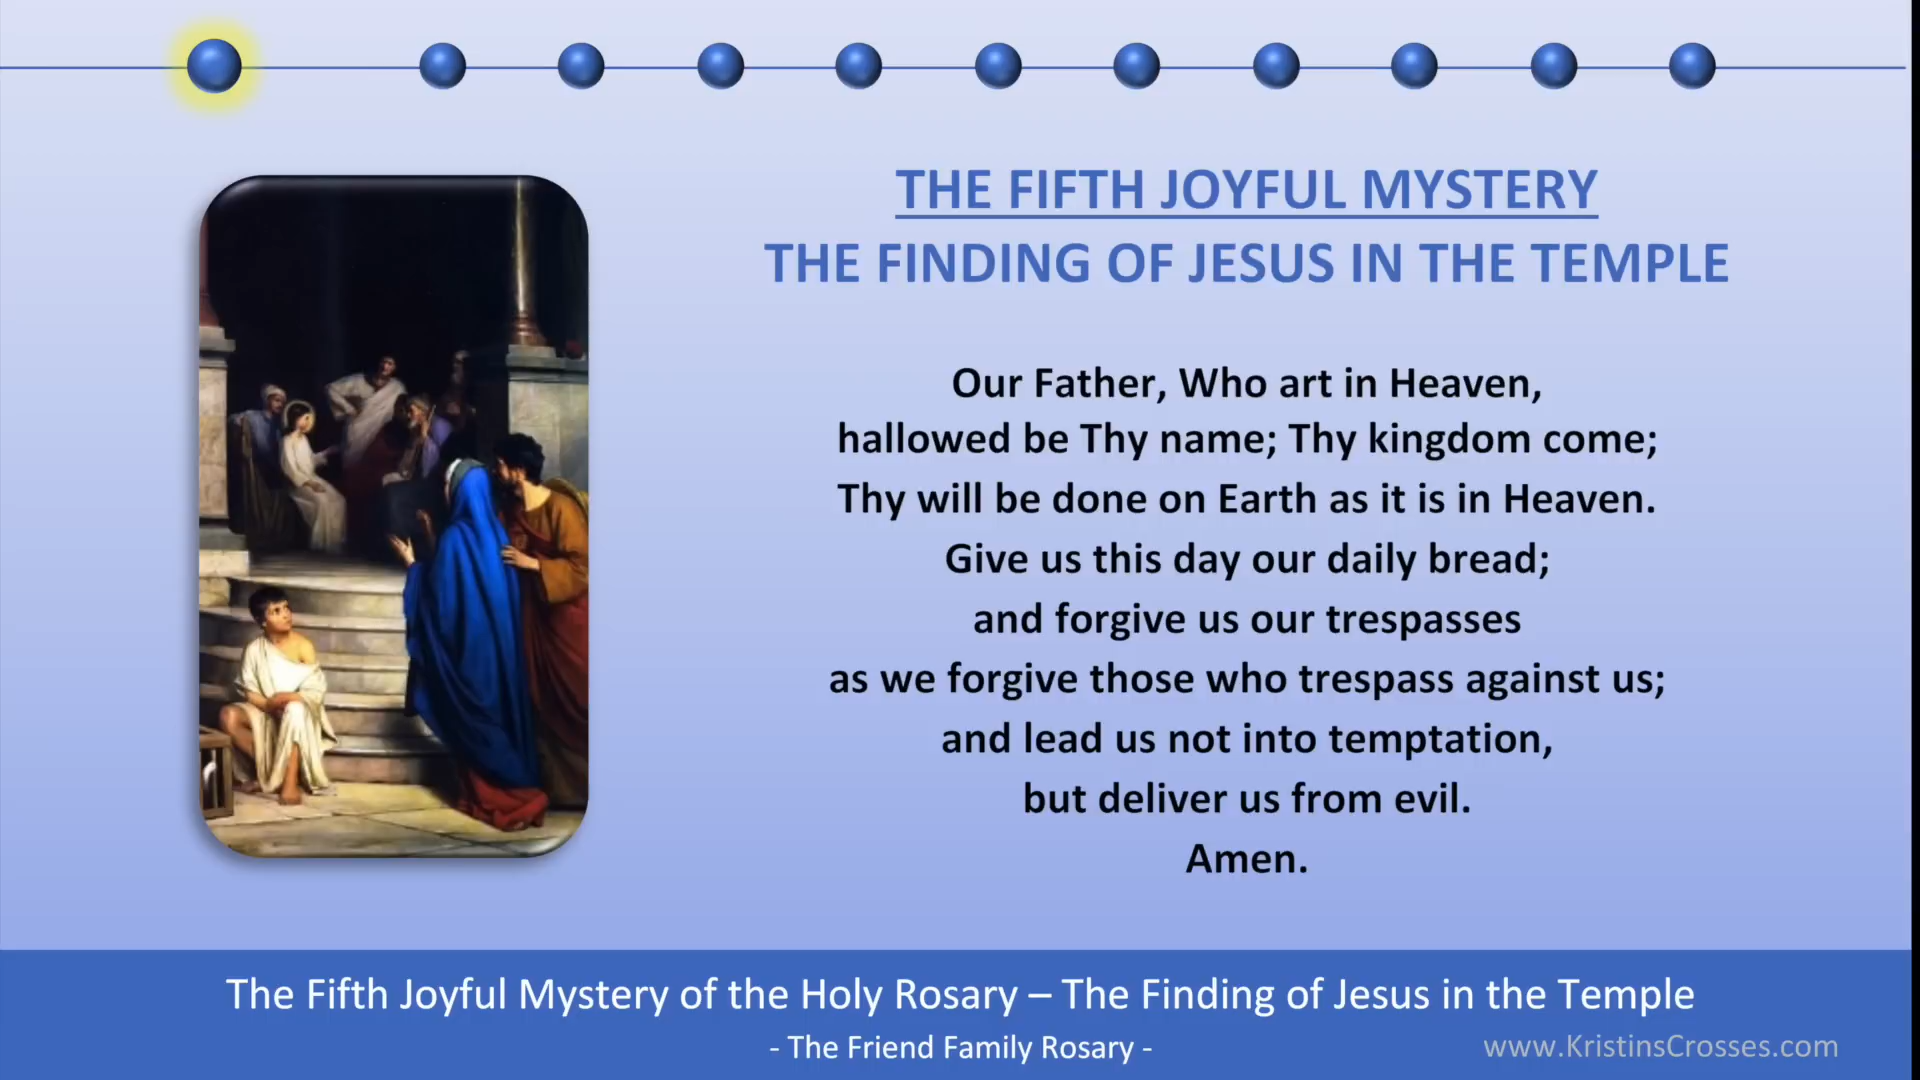 THE FIFTH JOYFUL MYSTERY
THE FINDING OF JESUS IN THE TEMPLE
Our Father, Who art in Heaven,
hallowed be Thy name; Thy kingdom come;
Thy will be done on Earth as it is in Heaven.
Give us this day our daily bread;
and forgive us our trespasses
as we forgive those who trespass against us;
and lead us not into temptation,
but deliver us from evil.
Amen.
The Fifth Joyful Mystery of the Holy Rosary – The Finding of Jesus in the Temple
- The Friend Family Rosary -
www.KristinsCrosses.com